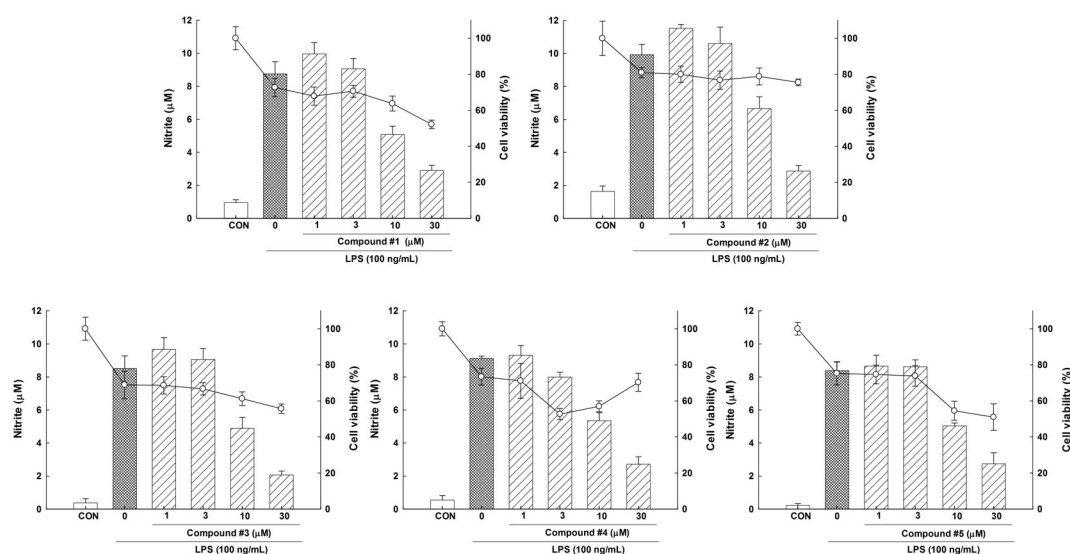 12
10
8
6
4
2
0
Nitrite (μM)
100
80
60
40
20
0
Cell viability (%)
CON 0 1 3 10 30
Compound #1 (μM)
LPS (100 ng/mL)
12
10
8
6
4
2
0
Nitrite (μM)
100
80
60
40
20
0
Cell viability (%)
CON 0 1 3 10 30
Compound #2 (μM)
LPS (100 ng/mL)
12
10
8
6
4
2
0
Nitrite (μM)
100
80
60
40
20
0
Cell viability (%)
CON 0 1 3 10 30
Compound #3 (μM)
LPS (100 ng/mL)
12
10
8
6
4
2
0
Nitrite (μM)
100
80
60
40
20
0
Cell viability (%)
CON 0 1 3 10 30
Compound #4 (μM)
LPS (100 ng/mL)
12
10
8
6
4
2
0
Nitrite (μM)
100
80
60
40
20
0
Cell viability (%)
CON 0 1 3 10 30
Compound #5 (μM)
LPS (100 ng/mL)